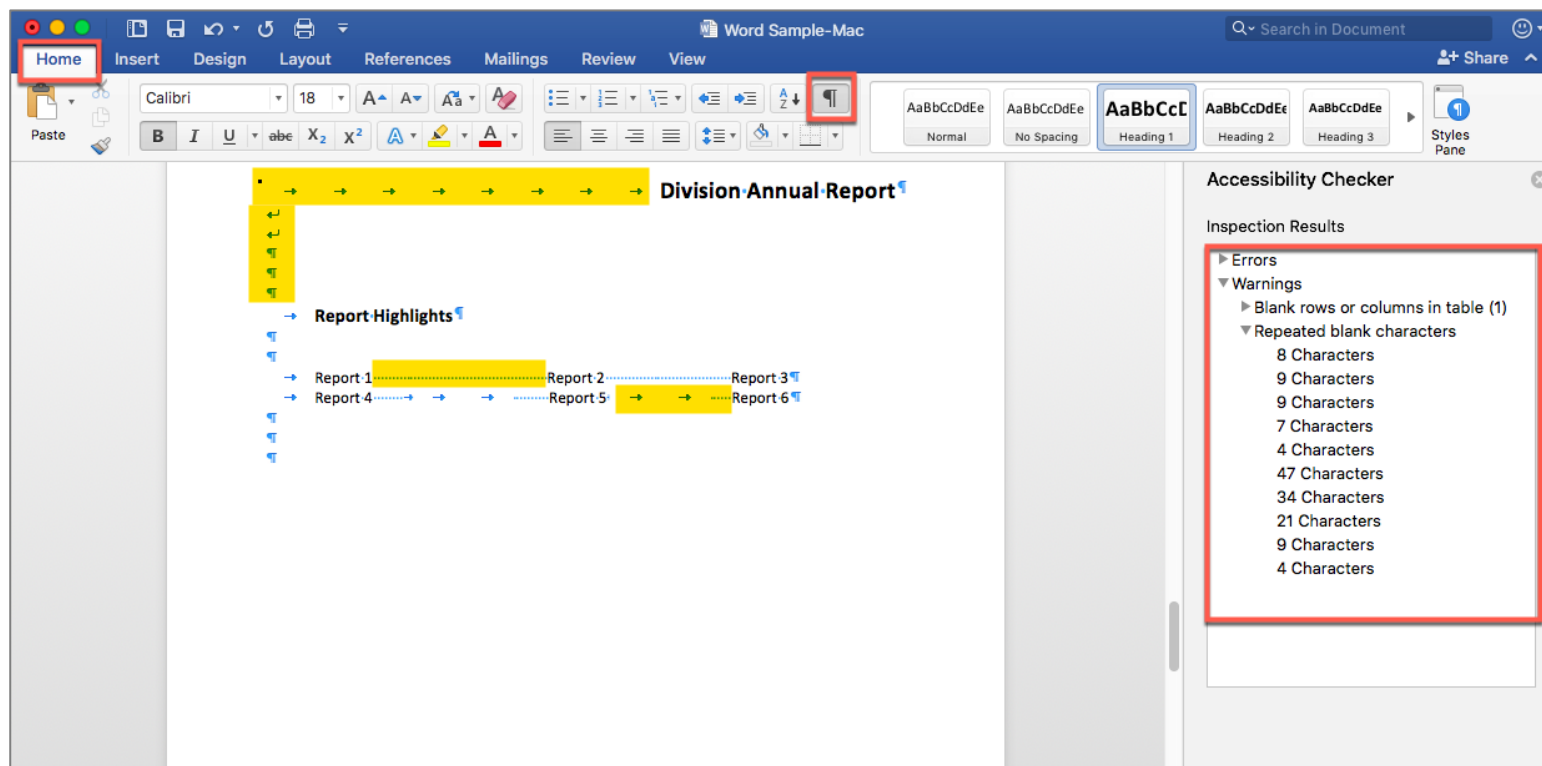 Word Sample-Mac
Search in Document
Home Insert Design Layout References Mailings Review View
Share
Paste
Calibri 18 A A Aa A
A Z
B I U abc X2 X² A A
AaBbCcDdEe Normal
AaBbCcDdEe No Spacing
AaBbCcD Heading 1
AaBbCcDdEe Heading 2
AaBbCcDdEe Heading 3
Styles Pane
Division·Annual·Report¶
¶
¶
¶
Report·Highlights¶
¶
¶
Report·1 Report·2 Report·3¶
Report·4 Report·5 Report·6¶
¶
¶
¶
Accessibility Checker
Inspection Results
Errors
Warnings
Blank rows or columns in table (1)
Repeated blank characters
8 Characters
9 Characters
9 Characters
7 Characters
4 Characters
47 Characters
34 Characters
21 Characters
9 Characters
4 Characters